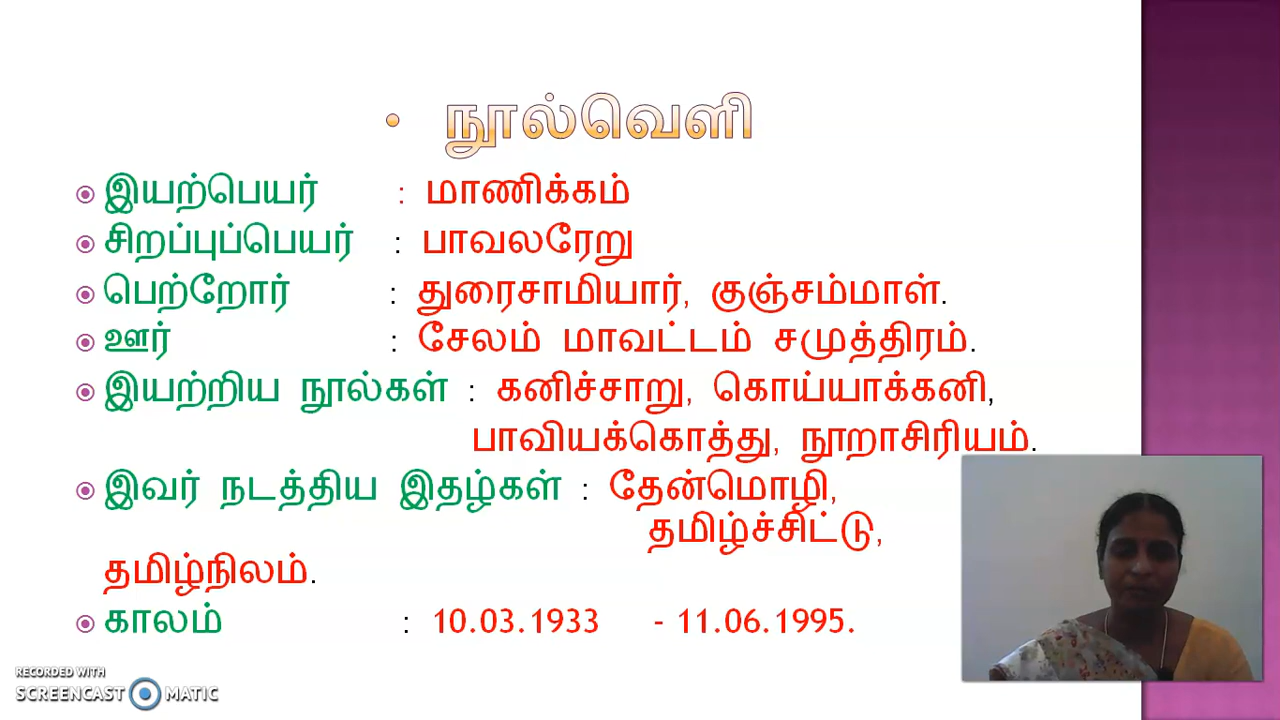 • நூல்வெளி
இயற்பெயர் : மாணிக்கம்
சிறப்புப்பெயர் : பாவலரேறு
பெற்றோர் : துரைசாமியார், குஞ்சம்மாள்.
ஊர் : சேலம் மாவட்டம் சமுத்திரம்.
இயற்றிய நூல்கள் : கனிச்சாறு, கொய்யாக்கனி,
பாவியக்கொத்து, நூறாசிரியம்.
இவர் நடத்திய இதழ்கள் : தேன்மொழி,
தமிழ்ச்சிட்டு,
தமிழ்நிலம்.
காலம் : 10.03.1933 - 11.06.1995.
RECORDED WITH
SCREENCAST MATIC